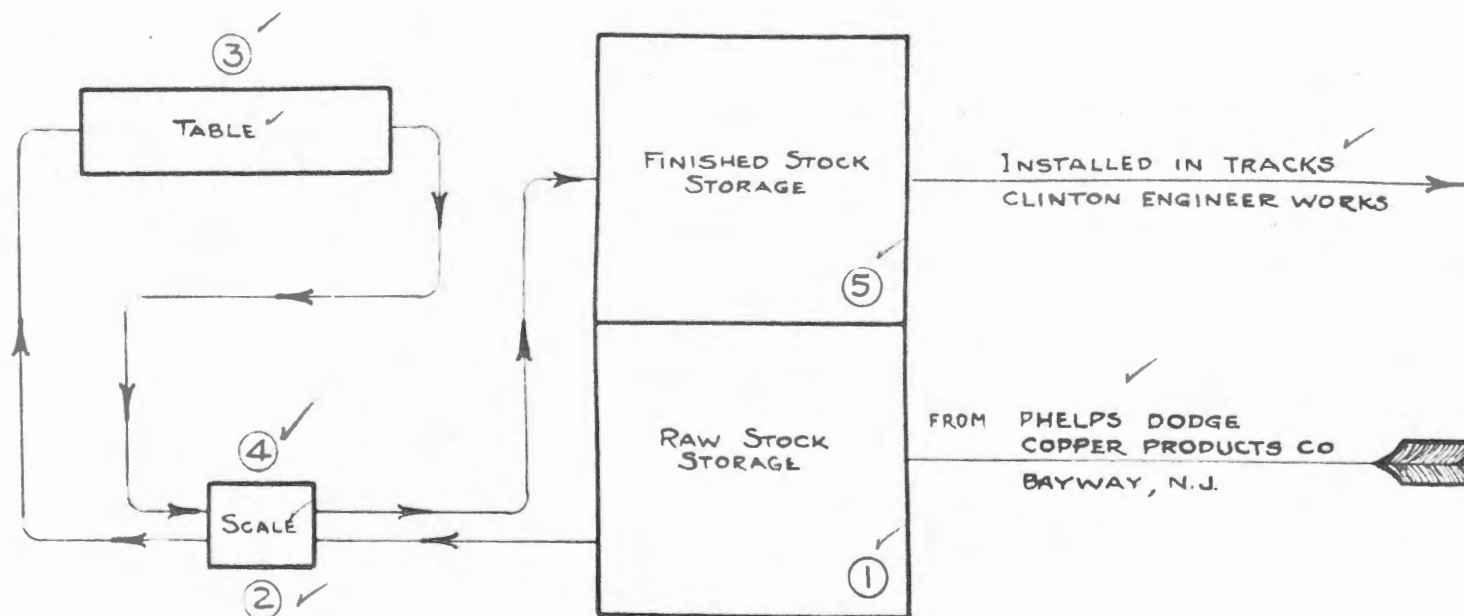 3
TABLE
FINISHED STOCK
STORAGE
INSTALLED IN TRACKS
CLINTON ENGINEER WORKS
5
FROM PHELPS DODGE
COPPER PRODUCTS CO
BAYWAY, N.J.
RAW STOCK
STORAGE
4
SCALE
2
1